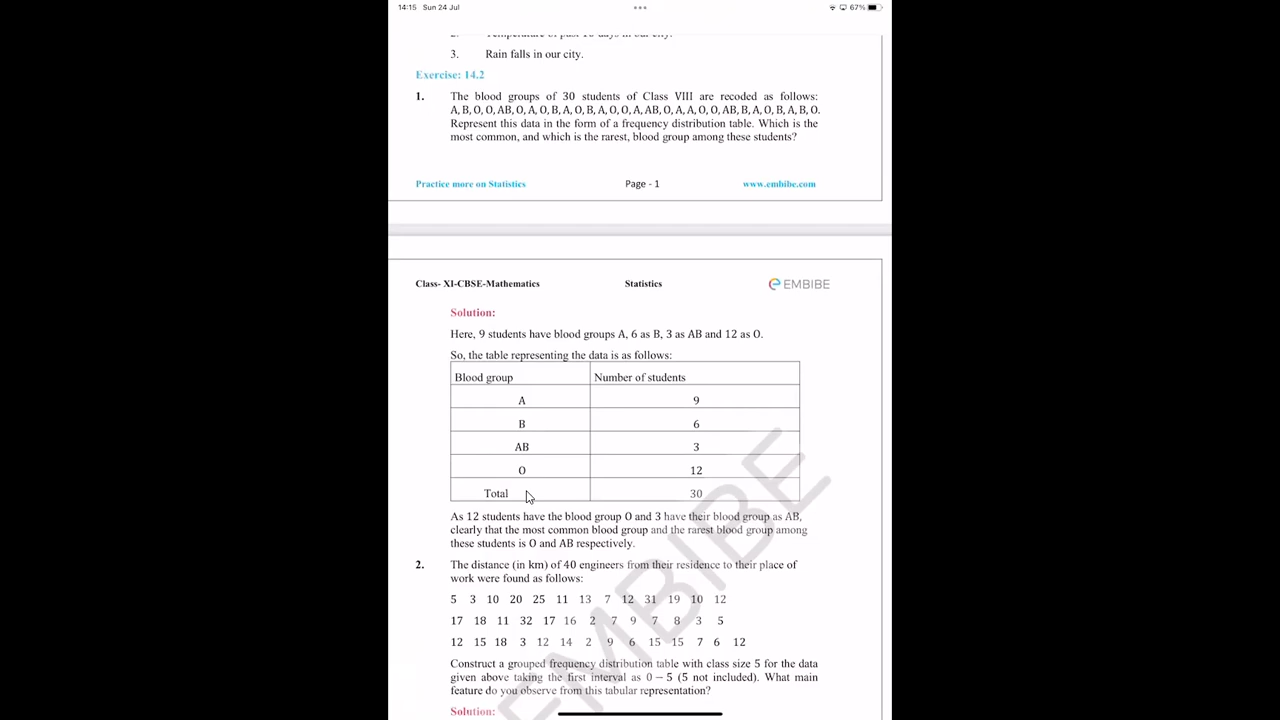 14:15 Sun 24 Jul
67%
3. Rain falls in our city.
Exercise: 14.2
1. The blood groups of 30 students of Class VIII are recoded as follows:
A, B, O, O, AB, O, A, O, B, A, O, B, A, O, O, A, AB, O, A, A, O, O, AB, B, A, O, B, A, B, O.
Represent this data in the form of a frequency distribution table. Which is the
most common, and which is the rarest, blood group among these students?
Practice more on Statistics Page - 1 www.embibe.com
Class- XI-CBSE-Mathematics Statistics EMBIBE
Solution:
Here, 9 students have blood groups A, 6 as B, 3 as AB and 12 as O.
So, the table representing the data is as follows:
Blood group Number of students
A 9
B 6
AB 3
O 12
Total 30
As 12 students have the blood group O and 3 have their blood group as AB,
clearly that the most common blood group and the rarest blood group among
these students is O and AB respectively.
2. The distance (in km) of 40 engineers from their residence to their place of
work were found as follows:
5 3 10 20 25 11 13 7 12 31 19 10 12
17 18 11 32 17 16 2 7 9 7 8 3 5
12 15 18 3 12 14 2 9 6 15 15 7 6 12
Construct a grouped frequency distribution table with class size 5 for the data
given above taking the first interval as 0 − 5 (5 not included). What main
feature do you observe from this tabular representation?
Solution:
EMBIBE